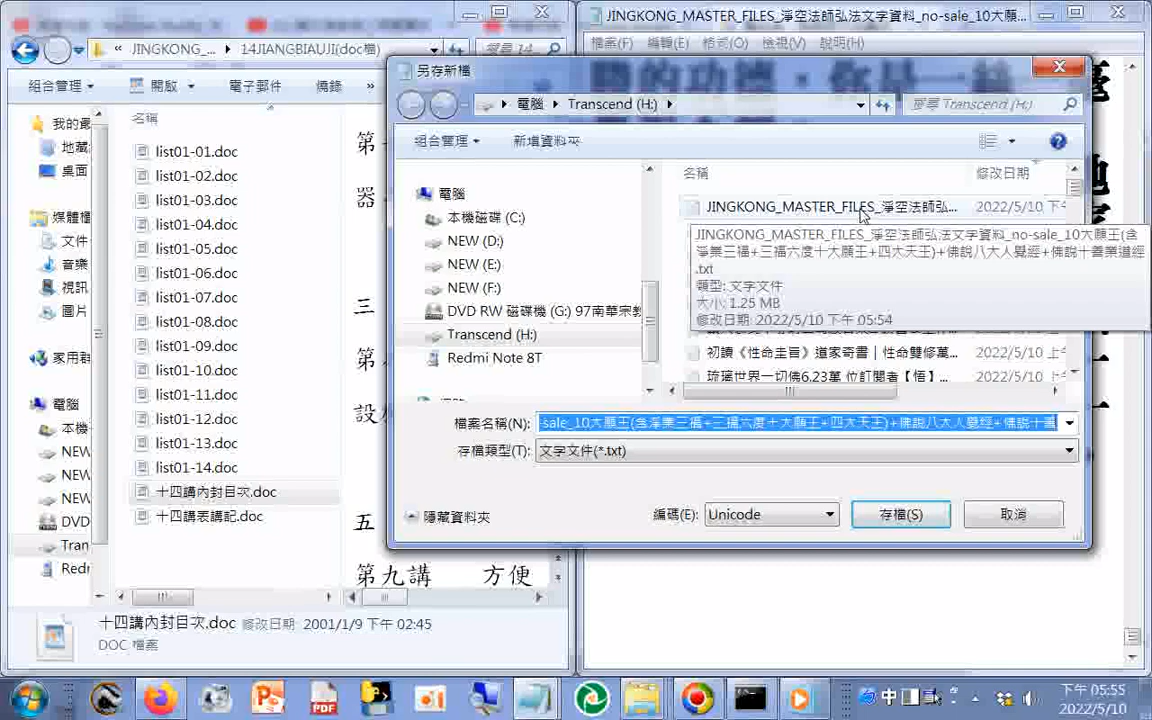 JINGKONG_... 14JIANGBIAUJI(doc檔) 搜尋 14...
組合管理 開啟 電子郵件 燒錄 »
名稱
我的最
地藏
桌面
媒體櫃
文件
音樂
視訊
圖片
家用群
電腦
本機
NEW
NEW
NEW
DVD
Tran
Redr
list01-01.doc
list01-02.doc
list01-03.doc
list01-04.doc
list01-05.doc
list01-06.doc
list01-07.doc
list01-08.doc
list01-09.doc
list01-10.doc
list01-11.doc
list01-12.doc
list01-13.doc
list01-14.doc
十四講內封目次.doc
十四講表講記.doc
第
器
三
第
設
五
第九講 方便
十四講內封目次.doc 修改日期: 2001/1/9 下午 02:45
DOC 檔案
JINGKONG_MASTER_FILES_淨空法師弘法文字資料_no-sale_10大願...
檔案(F) 編輯(E) 格式(O) 檢視(V) 說明(H)
另存新檔
電腦 Transcend (H:) 搜尋 Transcend (H:)
組合管理 新增資料夾
電腦
本機磁碟 (C:)
NEW (D:)
NEW (E:)
NEW (F:)
DVD RW 磁碟機 (G:) 97南華宗教
Transcend (H:)
Redmi Note 8T
名稱 修改日期
JINGKONG_MASTER_FILES_淨空法師弘... 2022/5/10 下午
JINGKONG_MASTER_FILES_淨空法師弘法文字資料_no-sale_10大願王(含
淨業三福+三福六度十大願王+四大天王)+佛說八大人覺經+佛說十善業道經
.txt
類型: 文字文件
大小: 1.25 MB
修改日期: 2022/5/10 下午 05:54
初讀《性命圭旨》道家奇書│性命雙修萬... 2022/5/10 上午
琉璃世界一切佛6.23萬 位訂閱者【悟】... 2022/5/10 上午
檔案名稱(N): -sale_10大願王(含淨業三福+三福六度十大願王+四大天王)+佛說八大人覺經+佛說十善
存檔類型(T): 文字文件(*.txt)
隱藏資料夾 編碼(E): Unicode 存檔(S) 取消
中
下午 05:55
2022/5/10